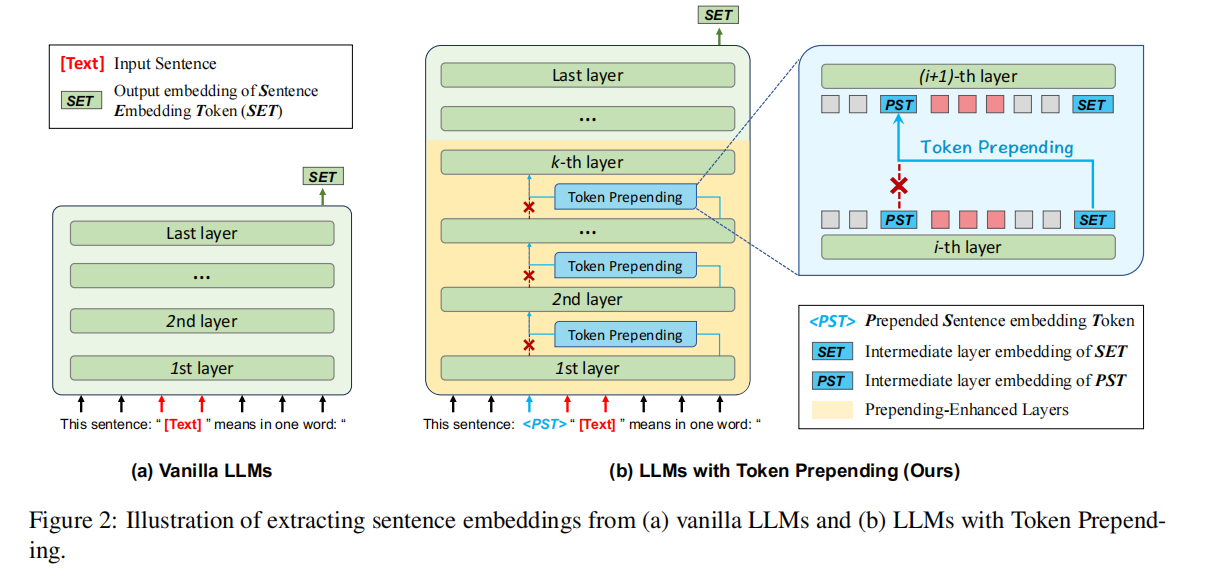 [Text] Input Sentence
SET Output embedding of Sentence
Embedding Token (SET)
SET
Last layer
...
2nd layer
1st layer
This sentence: “ [Text] ” means in one word: “
(a) Vanilla LLMs
SET
Last layer
...
k-th layer
Token Prepending
...
Token Prepending
2nd layer
Token Prepending
1st layer
This sentence: <PST> “ [Text] ” means in one word: “
(b) LLMs with Token Prepending (Ours)
(i+1)-th layer
PST SET
Token Prepending
PST SET
i-th layer
<PST> Prepended Sentence embedding Token
SET Intermediate layer embedding of SET
PST Intermediate layer embedding of PST
Prepending-Enhanced Layers
Figure 2: Illustration of extracting sentence embeddings from (a) vanilla LLMs and (b) LLMs with Token Prepend-
ing.